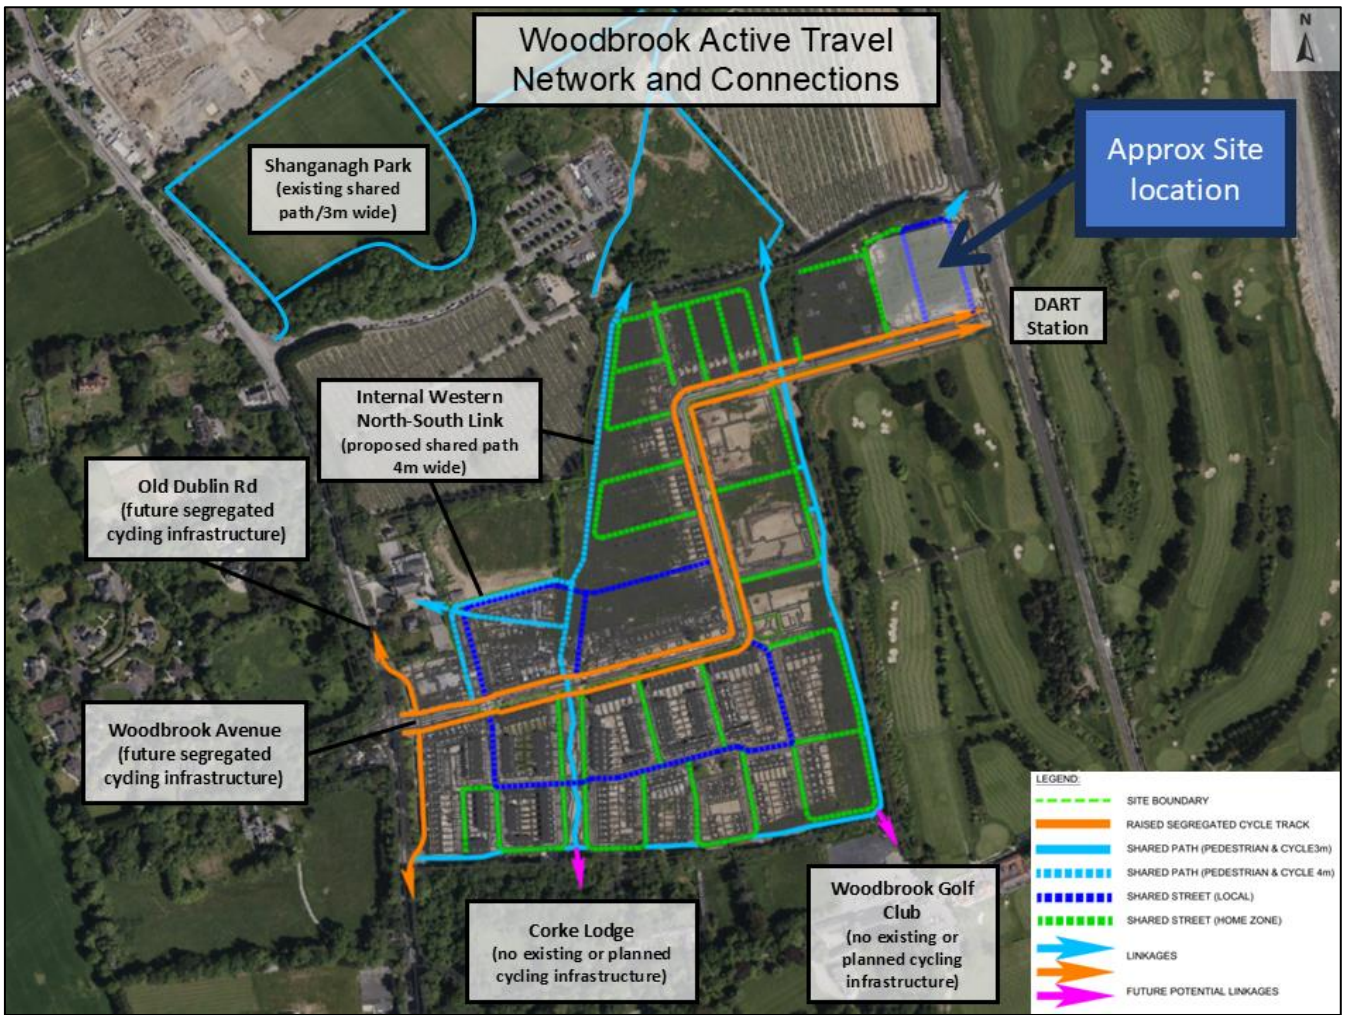 Woodbrook Active Travel
Network and Connections
N
Approx Site
location
Shanganagh Park
(existing shared
path/3m wide)
DART
Station
Internal Western
North-South Link
(proposed shared path
4m wide)
Old Dublin Rd
(future segregated
cycling infrastructure)
Woodbrook Avenue
(future segregated
cycling infrastructure)
Corke Lodge
(no existing or planned
cycling infrastructure)
Woodbrook Golf
Club
(no existing or
planned cycling
infrastructure)
LEGEND:
SITE BOUNDARY
RAISED SEGREGATED CYCLE TRACK
SHARED PATH (PEDESTRIAN & CYCLE3m)
SHARED PATH (PEDESTRIAN & CYCLE 4m)
SHARED STREET (LOCAL)
SHARED STREET (HOME ZONE)
LINKAGES
FUTURE POTENTIAL LINKAGES